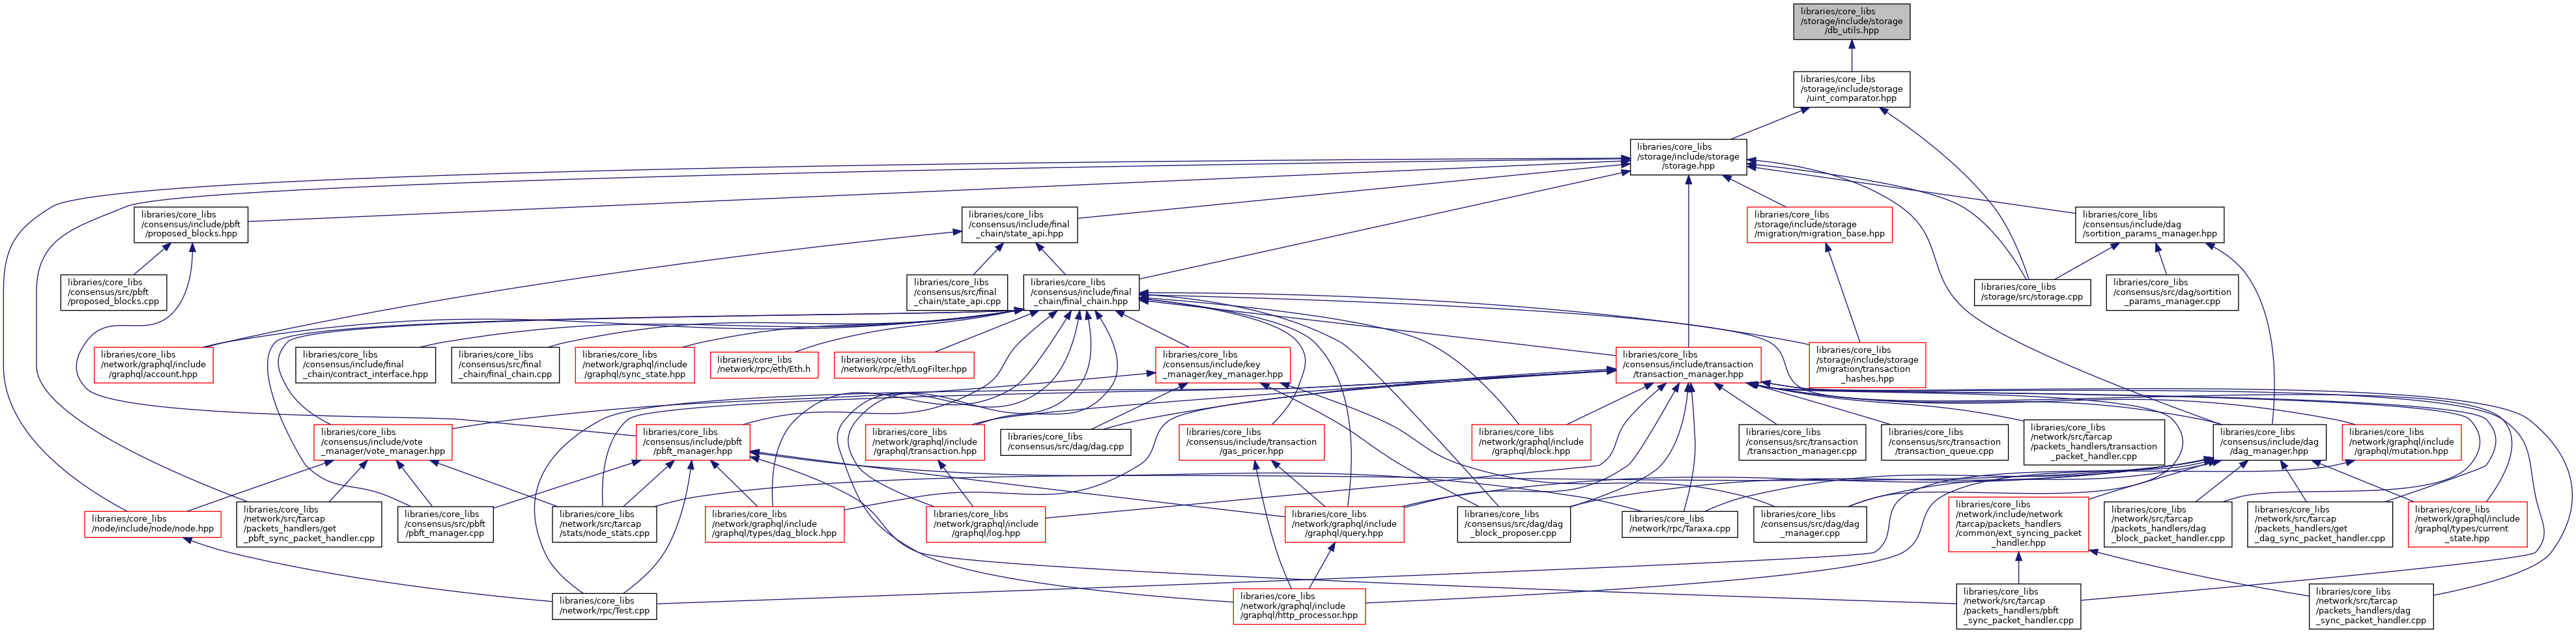 libraries/core_libs
/storage/include/storage
/db_utils.hpp
libraries/core_libs
/storage/include/storage
/uint_comparator.hpp
libraries/core_libs
/storage/include/storage
/storage.hpp
libraries/core_libs
/consensus/include/pbft
/proposed_blocks.hpp
libraries/core_libs
/consensus/include/final
_chain/state_api.hpp
libraries/core_libs
/storage/include/storage
/migration/migration_base.hpp
libraries/core_libs
/consensus/include/dag
/sortition_params_manager.hpp
libraries/core_libs
/consensus/src/pbft
/proposed_blocks.cpp
libraries/core_libs
/consensus/src/final
_chain/state_api.cpp
libraries/core_libs
/consensus/include/final
_chain/final_chain.hpp
libraries/core_libs
/storage/src/storage.cpp
libraries/core_libs
/consensus/src/dag/sortition
_params_manager.cpp
libraries/core_libs
/network/graphql/include
/graphql/account.hpp
libraries/core_libs
/consensus/include/final
_chain/contract_interface.hpp
libraries/core_libs
/consensus/src/final
_chain/final_chain.cpp
libraries/core_libs
/network/graphql/include
/graphql/sync_state.hpp
libraries/core_libs
/network/rpc/eth/Eth.h
libraries/core_libs
/network/rpc/eth/LogFilter.hpp
libraries/core_libs
/consensus/include/key
_manager/key_manager.hpp
libraries/core_libs
/consensus/include/transaction
/transaction_manager.hpp
libraries/core_libs
/storage/include/storage
/migration/transaction
_hashes.hpp
libraries/core_libs
/consensus/include/vote
_manager/vote_manager.hpp
libraries/core_libs
/consensus/include/pbft
/pbft_manager.hpp
libraries/core_libs
/network/graphql/include
/graphql/transaction.hpp
libraries/core_libs
/consensus/src/dag/dag.cpp
libraries/core_libs
/consensus/include/transaction
/gas_pricer.hpp
libraries/core_libs
/network/graphql/include
/graphql/block.hpp
libraries/core_libs
/consensus/src/transaction
/transaction_manager.cpp
libraries/core_libs
/consensus/src/transaction
/transaction_queue.cpp
libraries/core_libs
/network/src/tarcap
/packets_handlers/transaction
_packet_handler.cpp
libraries/core_libs
/consensus/include/dag
/dag_manager.hpp
libraries/core_libs
/network/graphql/include
/graphql/mutation.hpp
libraries/core_libs
/node/include/node/node.hpp
libraries/core_libs
/network/src/tarcap
/packets_handlers/get
_pbft_sync_packet_handler.cpp
libraries/core_libs
/consensus/src/pbft
/pbft_manager.cpp
libraries/core_libs
/network/src/tarcap
/stats/node_stats.cpp
libraries/core_libs
/network/graphql/include
/graphql/types/dag_block.hpp
libraries/core_libs
/network/graphql/include
/graphql/log.hpp
libraries/core_libs
/network/graphql/include
/graphql/query.hpp
libraries/core_libs
/consensus/src/dag/dag
_block_proposer.cpp
libraries/core_libs
/network/rpc/Taraxa.cpp
libraries/core_libs
/consensus/src/dag/dag
_manager.cpp
libraries/core_libs
/network/include/network
/tarcap/packets_handlers
/common/ext_syncing_packet
_handler.hpp
libraries/core_libs
/network/src/tarcap
/packets_handlers/dag
_block_packet_handler.cpp
libraries/core_libs
/network/src/tarcap
/packets_handlers/get
_dag_sync_packet_handler.cpp
libraries/core_libs
/network/graphql/include
/graphql/types/current
_state.hpp
libraries/core_libs
/network/rpc/Test.cpp
libraries/core_libs
/network/graphql/include
/graphql/http_processor.hpp
libraries/core_libs
/network/src/tarcap
/packets_handlers/pbft
_sync_packet_handler.cpp
libraries/core_libs
/network/src/tarcap
/packets_handlers/dag
_sync_packet_handler.cpp